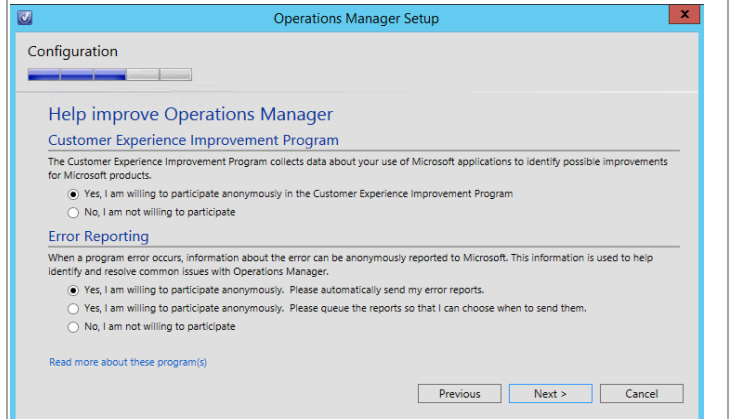 Operations Manager Setup
x
Configuration
Help improve Operations Manager
Customer Experience Improvement Program
The Customer Experience Improvement Program collects data about your use of Microsoft applications to identify possible improvements
for Microsoft products.
Yes, I am willing to participate anonymously in the Customer Experience Improvement Program
No, I am not willing to participate
Error Reporting
When a program error occurs, information about the error can be anonymously reported to Microsoft. This information is used to help
identify and resolve common issues with Operations Manager.
Yes, I am willing to participate anonymously.  Please automatically send my error reports.
Yes, I am willing to participate anonymously.  Please queue the reports so that I can choose when to send them.
No, I am not willing to participate
Read more about these program(s)
Previous Next > Cancel